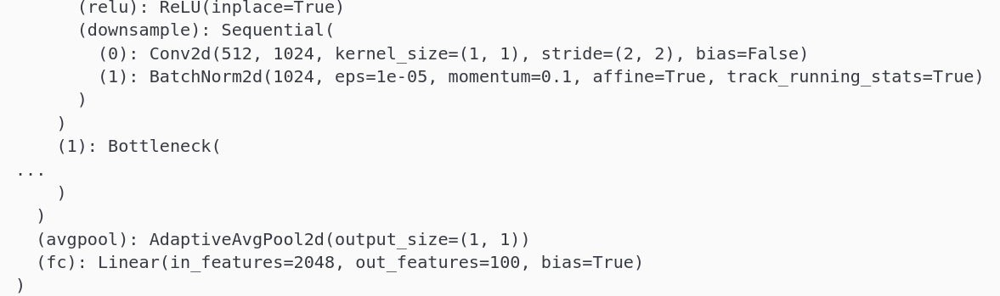 (relu): ReLU(inplace=True)
(downsample): Sequential(
(0): Conv2d(512, 1024, kernel_size=(1, 1), stride=(2, 2), bias=False)
(1): BatchNorm2d(1024, eps=1e-05, momentum=0.1, affine=True, track_running_stats=True)
)
)
(1): Bottleneck(
...
)
)
(avgpool): AdaptiveAvgPool2d(output_size=(1, 1))
(fc): Linear(in_features=2048, out_features=100, bias=True)
)